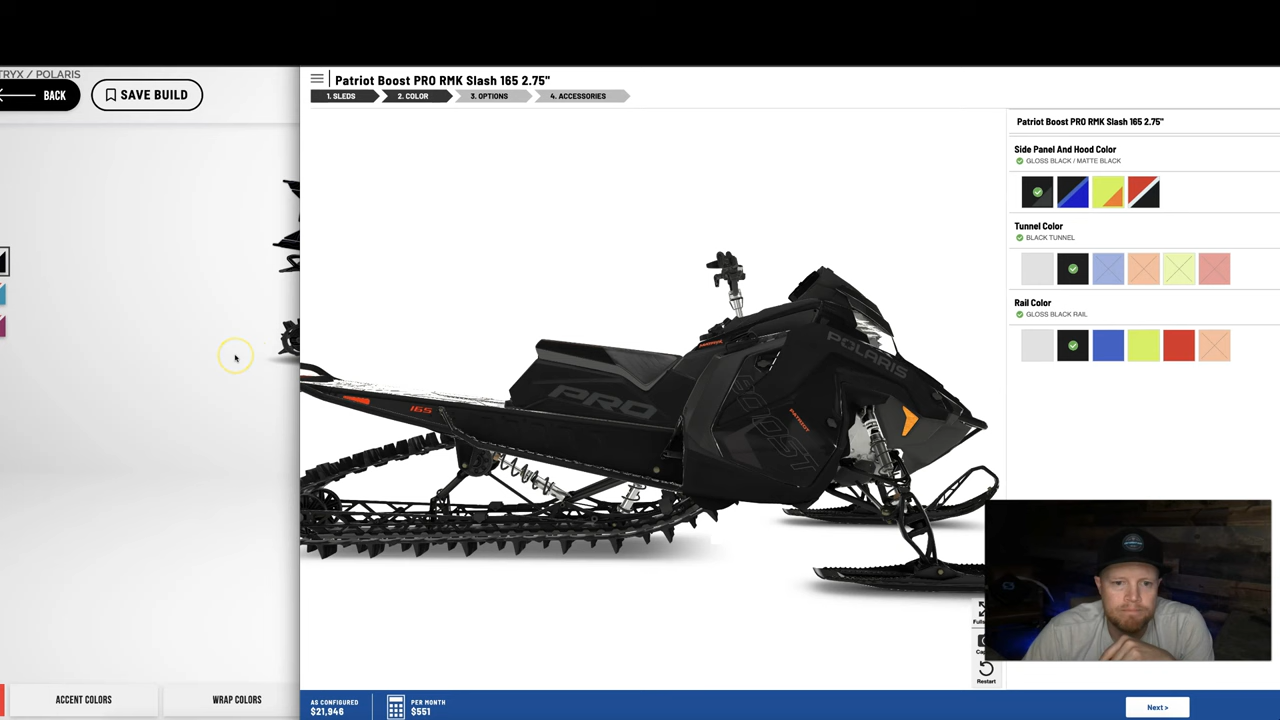 TRYX / POLARIS
BACK
SAVE BUILD
Patriot Boost PRO RMK Slash 165 2.75"
1. SLEDS
2. COLOR
3. OPTIONS
4. ACCESSORIES
Patriot Boost PRO RMK Slash 165 2.75"
Side Panel And Hood Color
GLOSS BLACK / MATTE BLACK
Tunnel Color
BLACK TUNNEL
Rail Color
GLOSS BLACK RAIL
POLARIS
PRO
165
BOOST
PATRIOT
Restart
ACCENT COLORS
WRAP COLORS
AS CONFIGURED
$21,946
PER MONTH
$551
Next >